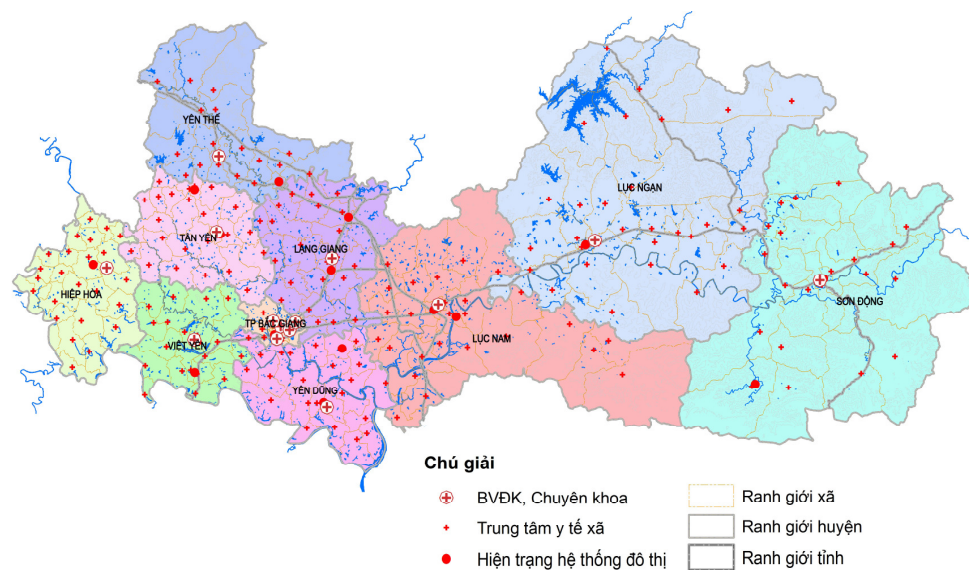 YÊN THẾ
LỤC NGẠN
TÂN YÊN
LẠNG GIANG
HIỆP HÒA
SƠN ĐỘNG
TP BẮC GIANG
VIỆT YÊN
LỤC NAM
YÊN DŨNG
Chú giải
BVĐK, Chuyên khoa
Ranh giới xã
Trung tâm y tế xã
Ranh giới huyện
Hiện trạng hệ thống đô thị
Ranh giới tỉnh